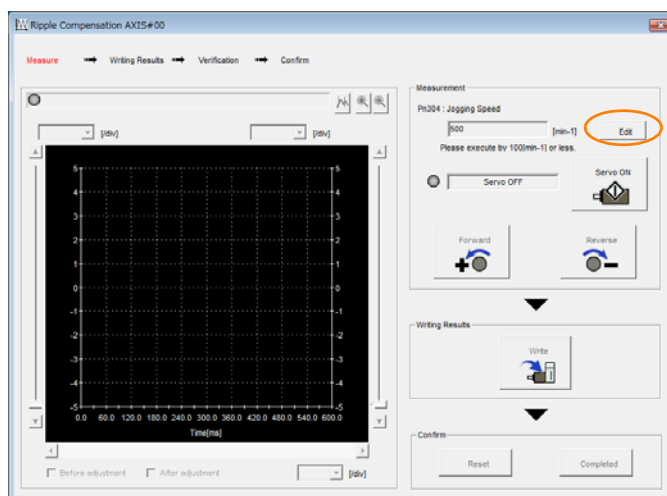 Ripple Compensation AXIS#00
Measure
Writing Results
Verification
Confirm
[/div]
[/div]
5
4
3
2
1
0
-1
-2
-3
-4
-5
5
4
3
2
1
0
-1
-2
-3
-4
-5
0.0 60.0 120.0 180.0 240.0 300.0 360.0 420.0 480.0 540.0 600.0
Time[ms]
Before adjustment
After adjustment
[/div]
Measurement
Pn304 : Jogging Speed
500
[min-1]
Edit
Please execute by 100[min-1] or less.
Servo OFF
Servo ON
Forward
Reverse
Writing Results
Write
Confirm
Reset
Completed